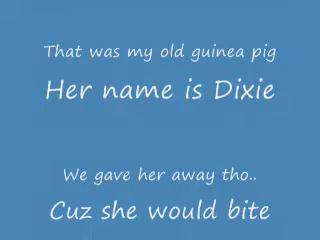 That was my old guinea pig
Her name is Dixie
We gave her away tho..
Cuz she would bite